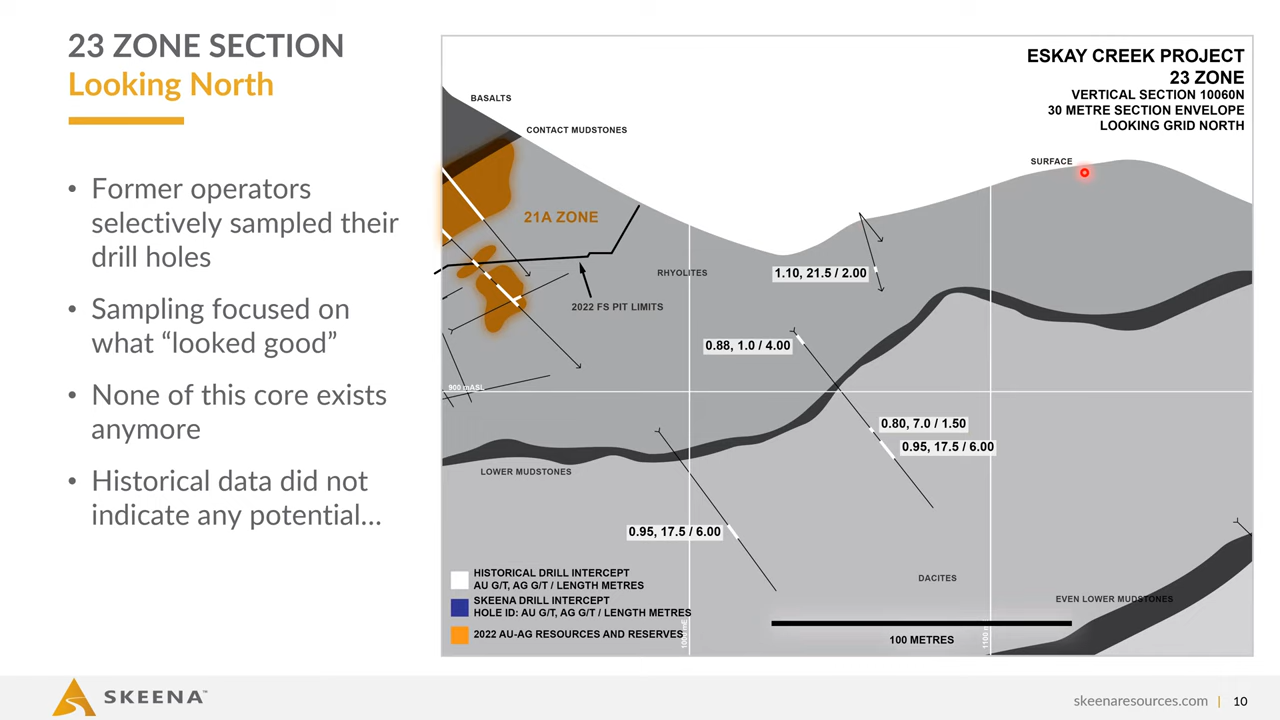 23 ZONE SECTION
Looking North
• Former operators
selectively sampled their
drill holes
• Sampling focused on
what “looked good”
• None of this core exists
anymore
• Historical data did not
indicate any potential…
ESKAY CREEK PROJECT
23 ZONE
VERTICAL SECTION 10060N
30 METRE SECTION ENVELOPE
LOOKING GRID NORTH
BASALTS
CONTACT MUDSTONES
SURFACE
21A ZONE
RHYOLITES
1.10, 21.5 / 2.00
2022 FS PIT LIMITS
0.88, 1.0 / 4.00
900 mASL
0.80, 7.0 / 1.50
0.95, 17.5 / 6.00
LOWER MUDSTONES
0.95, 17.5 / 6.00
HISTORICAL DRILL INTERCEPT
AU G/T, AG G/T / LENGTH METRES
SKEENA DRILL INTERCEPT
HOLE ID: AU G/T, AG G/T / LENGTH METRES
2022 AU-AG RESOURCES AND RESERVES
DACITES
EVEN LOWER MUDSTONES
100 METRES
SKEENA™
skeenaresources.com | 10